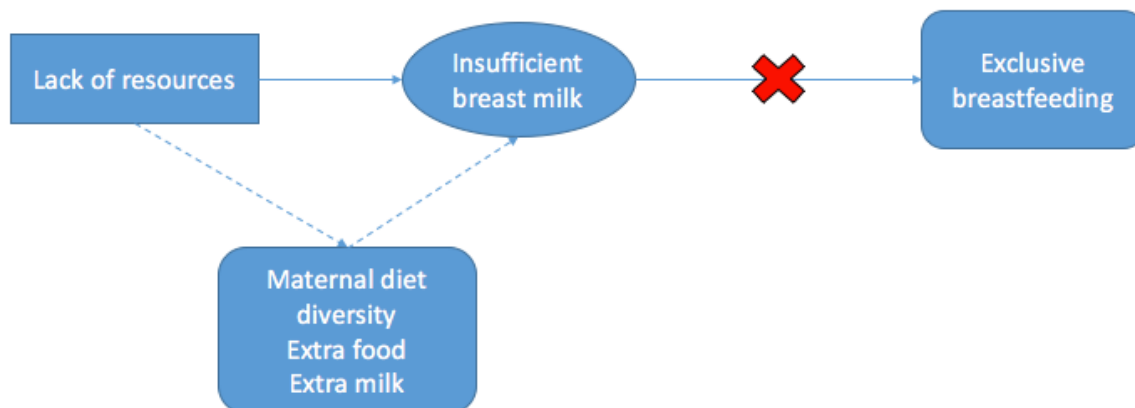 Lack of resources
Insufficient
breast milk
Exclusive
breastfeeding
Maternal diet
diversity
Extra food
Extra milk